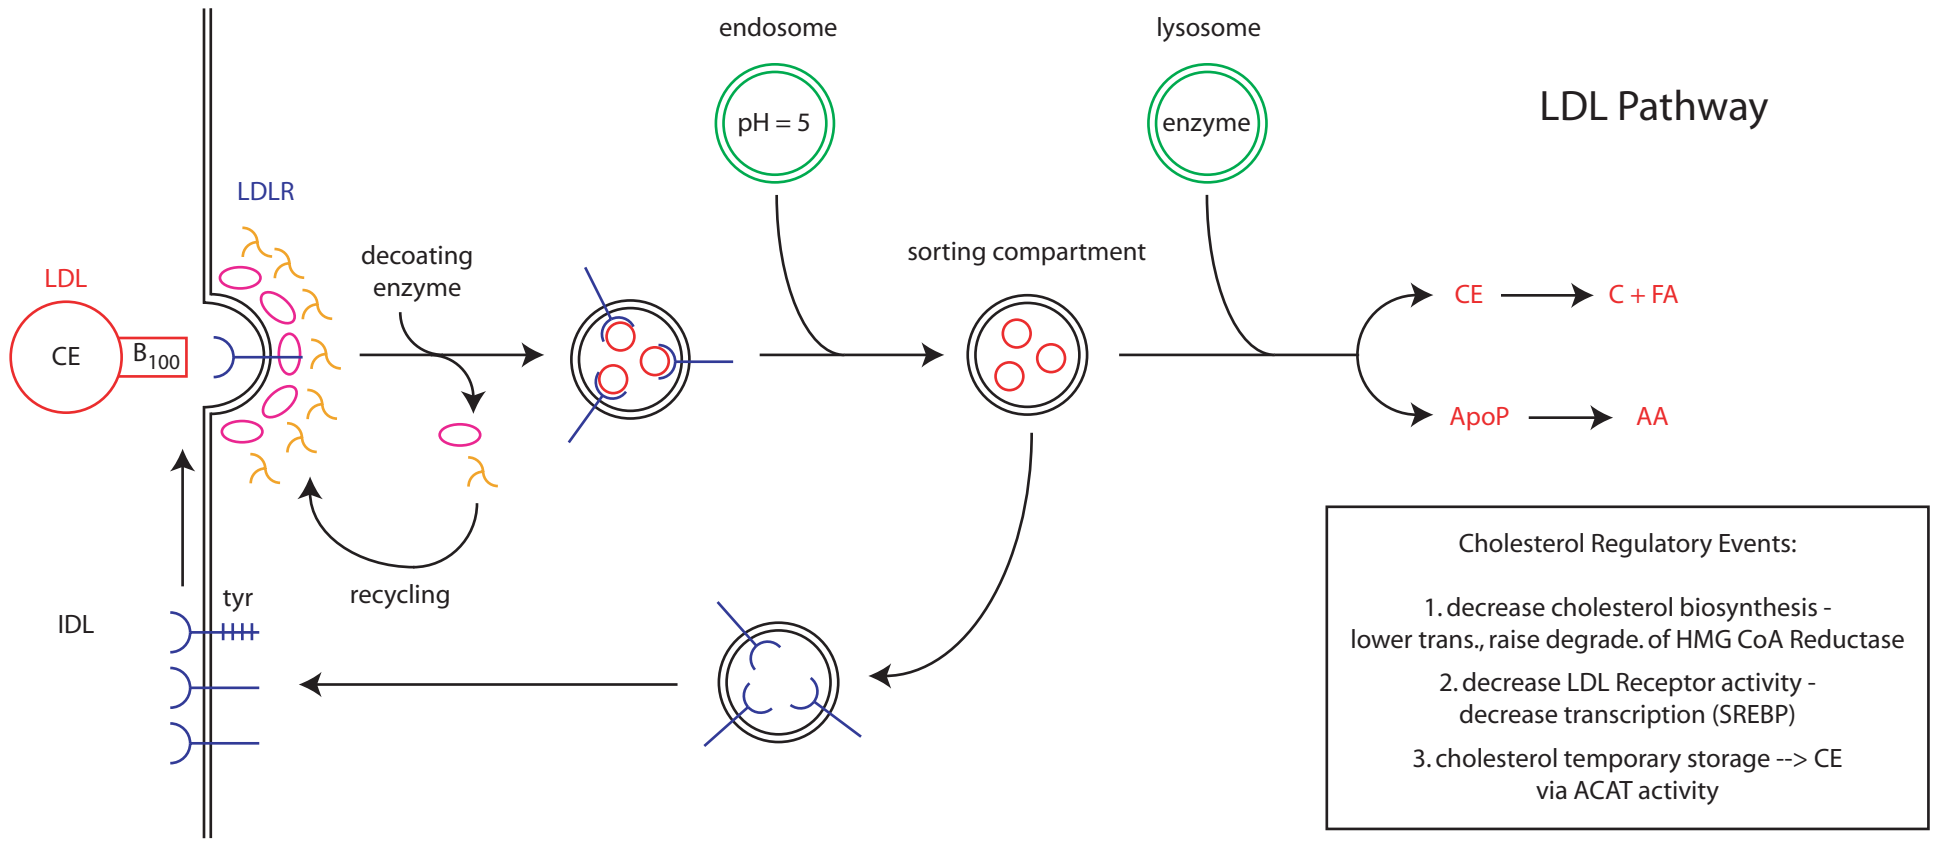 endosome
lysosome
pH = 5
enzyme
LDL Pathway
LDLR
decoating
enzyme
sorting compartment
LDL
CE
B100
CE
C + FA
ApoP
AA
recycling
tyr
IDL
Cholesterol Regulatory Events:
1. decrease cholesterol biosynthesis -
lower trans., raise degrade. of HMG CoA Reductase
2. decrease LDL Receptor activity -
decrease transcription (SREBP)
3. cholesterol temporary storage --> CE
via ACAT activity